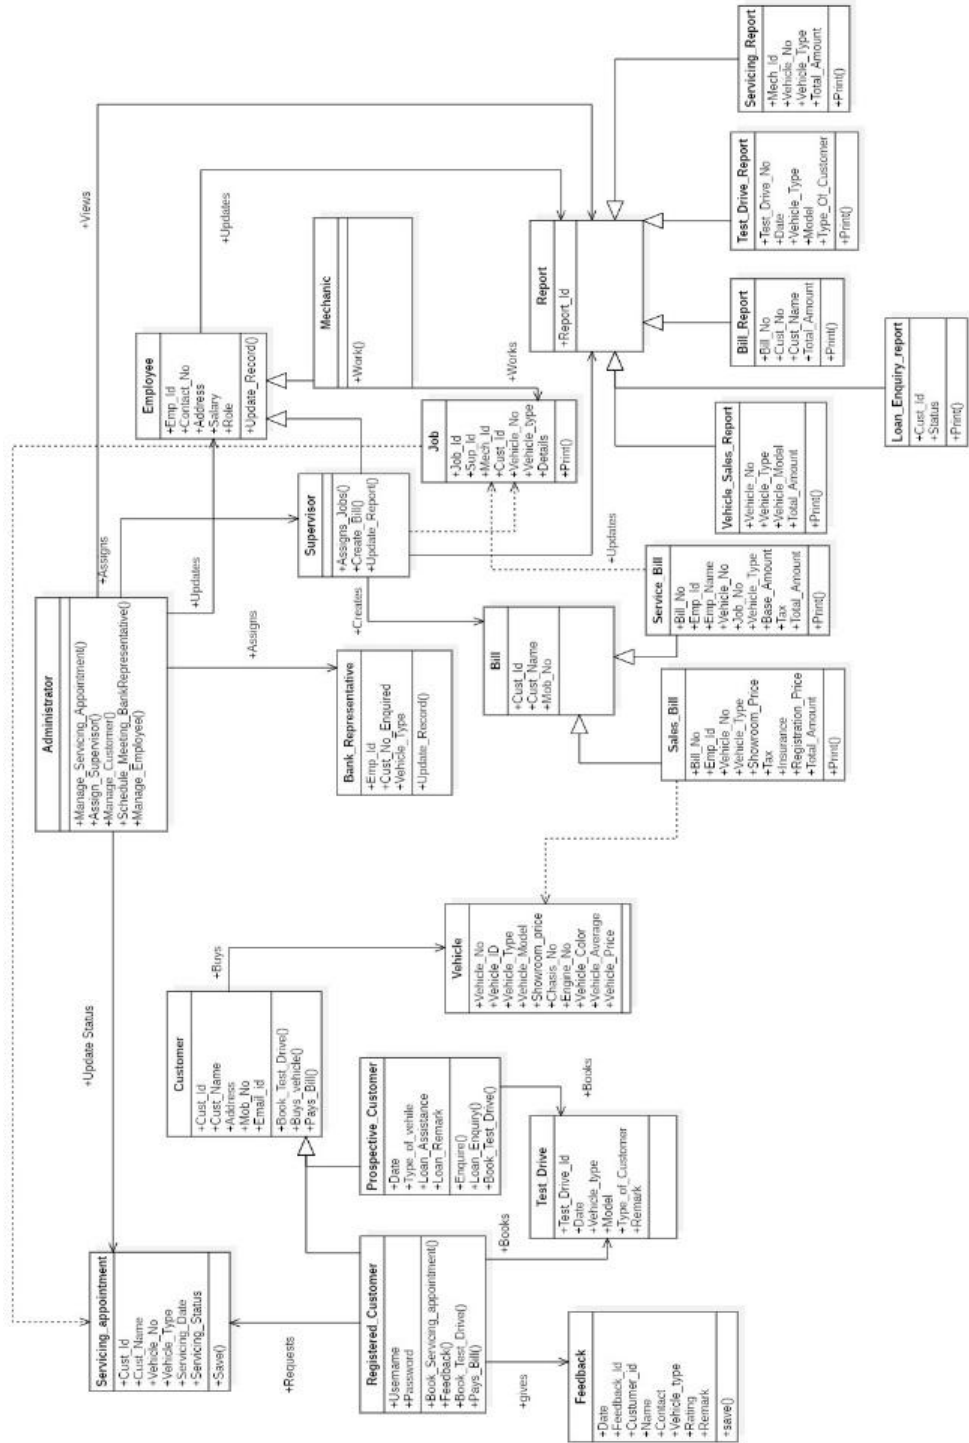 Servicing_appointment
+Cust_Id
+Cust_Name
+Vehicle_No
+Vehicle_Type
+Servicing_Date
+Servicing_Status
+Save()
+Update Status
Administrator
+Manage_Servicing_Appointment()
+Assign_Supervisor()
+Manage_Customer()
+Schedule_Meeting_BankRepresentative()
+Manage_Employee()
+Assigns
+Views
+Updates
+Assigns
Employee
+Emp_Id
+Contact_No
+Address
+Salary
+Role
+Update_Record()
+Updates
+Requests
Customer
+Cust_Id
+Cust_Name
+Address
+Mob_No
+Email_id
+Book_Test_Drive()
+Buys_vehicle()
+Pays_Bill()
+Buys
Registered_Customer
+Username
+Password
+Book_Servicing_appointment()
+Feedback()
+Book_Test_Drive()
+Pays_Bill()
Prospective_Customer
+Date
+Type_of_vehile
+Loan_Assistance
+Loan_Remark
+Enquire()
+Loan_Enquiry()
+Book_Test_Drive()
Bank_Representative
+Emp_Id
+Cust_No_Enquired
+Vehicle_Type
+Update_Record()
Supervisor
+Assigns_Jobs()
+Create_Bill()
+Update_Report()
+Creates
Mechanic
+Work()
+Works
Job
+Job_Id
+Sup_Id
+Mech_Id
+Cust_Id
+Vehicle_No
+Vehicle_type
+Details
+Print()
Vehicle
+Vehicle_No
+Vehicle_ID
+Vehicle_Type
+Vehicle_Model
+Showroom_price
+Chasis_No
+Engine_No
+Vehicle_Color
+Vehicle_Average
+Vehicle_Price
Bill
+Cust_Id
+Cust_Name
+Mob_No
+Updates
Report
+Report_Id
+gives
+Books
+Books
Feedback
+Date
+Feedback_Id
+Custumer_id
+Name
+Contact
+Vehicle_type
+Rating
+Remark
+save()
Test_Drive
+Test_Drive_Id
+Date
+Vehicle_type
+Model
+Type_of_Customer
+Remark
Sales_Bill
+Bill_No
+Emp_Id
+Vehicle_No
+Vehicle_Type
+Showroom_Price
+Tax
+Insurance
+Registration_Price
+Total_Amount
+Print()
Service_Bill
+Bill_No
+Emp_Id
+Emp_Name
+Vehicle_No
+Job_No
+Vehicle_Type
+Base_Amount
+Tax
+Total_Amount
+Print()
Vehicle_Sales_Report
+Vehicle_No
+Vehicle_Type
+Vehicle_Model
+Total_Amount
+Print()
Bill_Report
+Bill_No
+Cust_No
+Cust_Name
+Total_Amount
+Print()
Test_Drive_Report
+Test_Drive_No
+Date
+Vehicle_Type
+Model
+Type_Of_Customer
+Print()
Servicing_Report
+Mech_Id
+Vehicle_No
+Vehicle_Type
+Total_Amount
+Print()
Loan_Enquiry_report
+Cust_Id
+Status
+Print()